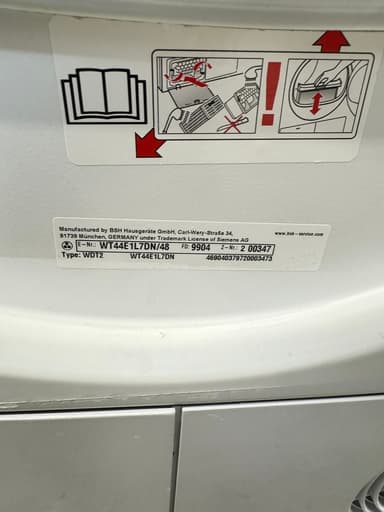 Manufactured by BSH Hausgeräte GmbH, Carl-Wery-Straße 34,
81739 München, GERMANY under Trademark License of Siemens AG
www.bsh-service.com
E-Nr.: WT44E1L7DN/48 FD: 9904 Z-Nr.: 2 00347
Type: WDT2 WT44E1L7DN 469040379720003473